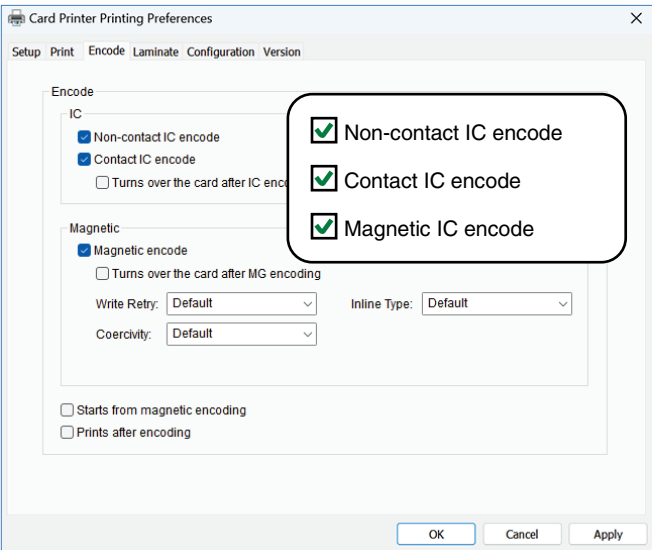 Card Printer Printing Preferences
Setup Print Encode Laminate Configuration Version
Encode
IC
Non-contact IC encode
Contact IC encode
Turns over the card after IC enco
Non-contact IC encode
Contact IC encode
Magnetic IC encode
Magnetic
Magnetic encode
Turns over the card after MG encoding
Write Retry: Default Inline Type: Default
Coercivity: Default
Starts from magnetic encoding
Prints after encoding
OK Cancel Apply